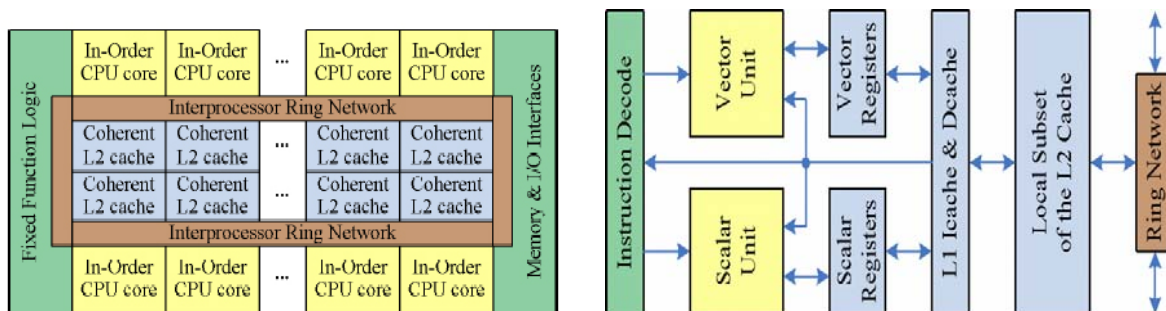 Fixed Function Logic
In-Order In-Order In-Order In-Order
CPU core CPU core ... CPU core CPU core
Interprocessor Ring Network
Coherent Coherent Coherent Coherent
L2 cache L2 cache ... L2 cache L2 cache
Coherent Coherent Coherent Coherent
L2 cache L2 cache ... L2 cache L2 cache
Interprocessor Ring Network
In-Order In-Order In-Order In-Order
CPU core CPU core ... CPU core CPU core
Memory & I/O Interfaces
Instruction Decode
Vector
Unit
Vector
Registers
Scalar
Unit
Scalar
Registers
L1 Icache & Dcache
Local Subset
of the L2 Cache
Ring Network